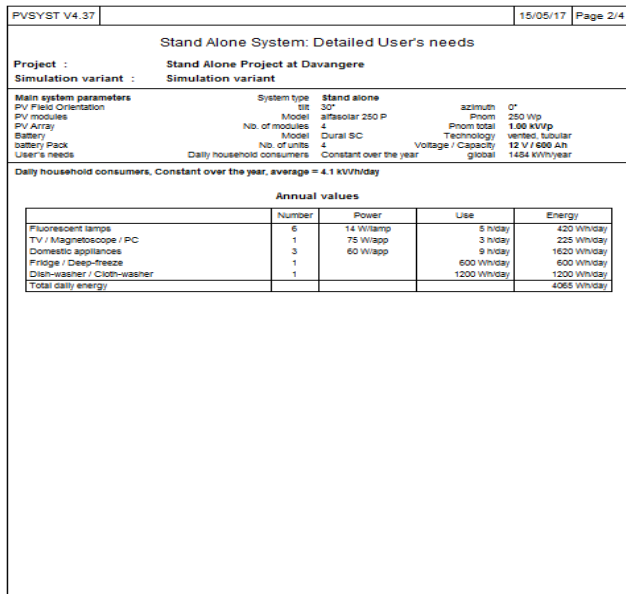 PVSYST V4.37 15/05/17 Page 2/4
Stand Alone System: Detailed User's needs
Project : Stand Alone Project at Davangere
Simulation variant : Simulation variant
Main system parameters System type Stand alone
PV Field Orientation tilt 30° azimuth 0°
PV modules Model alfasolar 250 P Pnom 250 Wp
PV Array Nb. of modules 4 Pnom total 1.00 kWp
Battery Model Dural SC Technology vented, tubular
battery Pack Nb. of units 4 Voltage / Capacity 12 V / 600 Ah
User's needs Daily household consumers Constant over the year global 1484 kWh/year
Daily household consumers, Constant over the year, average = 4.1 kWh/day
Annual values
Number Power Use Energy
Fluorescent lamps 6 14 W/lamp 5 h/day 420 Wh/day
TV / Magnetoscope / PC 1 75 W/app 3 h/day 225 Wh/day
Domestic appliances 3 60 W/app 9 h/day 1620 Wh/day
Fridge / Deep-freeze 1 600 Wh/day 600 Wh/day
Dish-washer / Cloth-washer 1 1200 Wh/day 1200 Wh/day
Total daily energy 4065 Wh/day